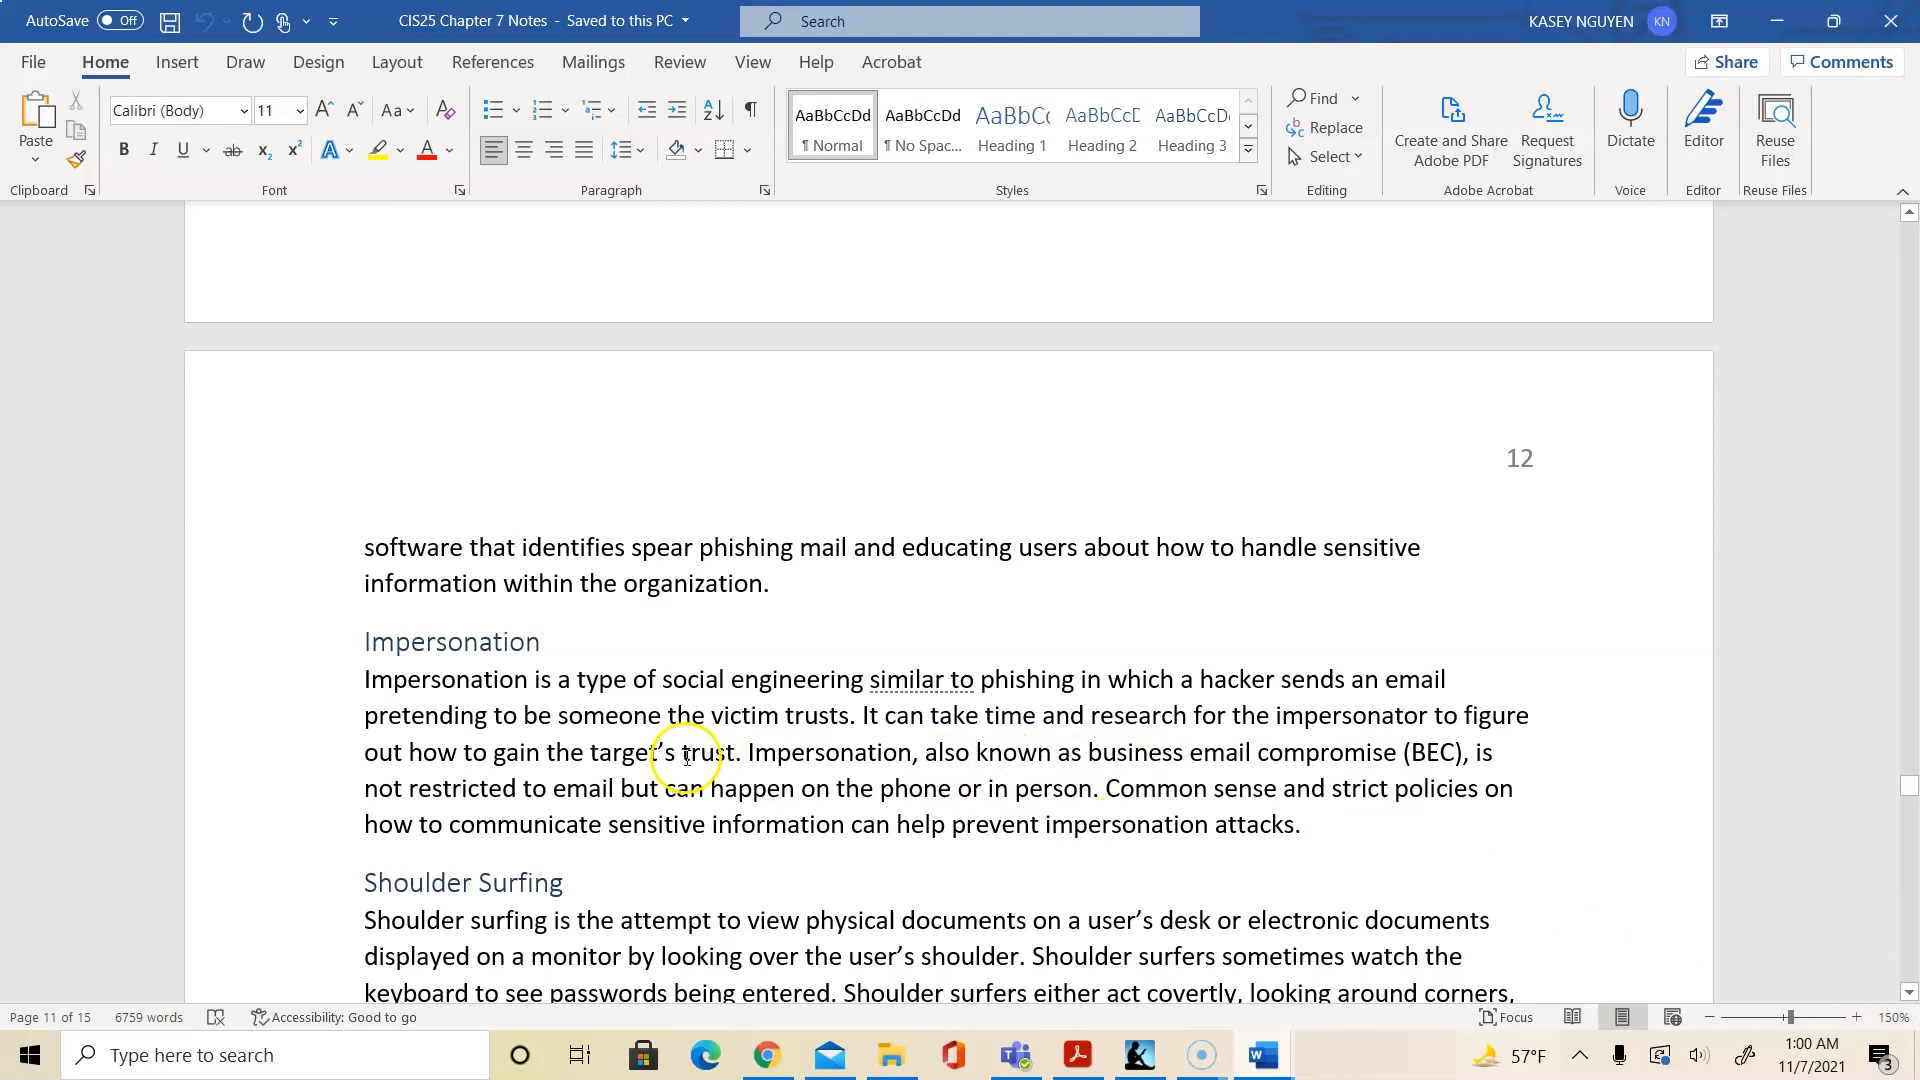 AutoSave Off CIS25 Chapter 7 Notes - Saved to this PC Search KASEY NGUYEN KN
File Home Insert Draw Design Layout References Mailings Review View Help Acrobat Share Comments
Calibri (Body) 11 Aa AaBbCcDd AaBbCcDd AaBbCc AaBbCcD AaBbCcD Find
Paste ¶ Normal ¶ No Spac... Heading 1 Heading 2 Heading 3 Replace Create and Share Request Dictate Editor Reuse
B I U ab x₂ x² A A Select Adobe PDF Signatures Files
Clipboard Font Paragraph Styles Editing Adobe Acrobat Voice Editor Reuse Files
12
software that identifies spear phishing mail and educating users about how to handle sensitive
information within the organization.
Impersonation
Impersonation is a type of social engineering similar to phishing in which a hacker sends an email
pretending to be someone the victim trusts. It can take time and research for the impersonator to figure
out how to gain the target’s trust. Impersonation, also known as business email compromise (BEC), is
not restricted to email but can happen on the phone or in person. Common sense and strict policies on
how to communicate sensitive information can help prevent impersonation attacks.
Shoulder Surfing
Shoulder surfing is the attempt to view physical documents on a user’s desk or electronic documents
displayed on a monitor by looking over the user’s shoulder. Shoulder surfers sometimes watch the
keyboard to see passwords being entered. Shoulder surfers either act covertly, looking around corners,
Page 11 of 15 6759 words Accessibility: Good to go Focus 150%
Type here to search 57°F 1:00 AM
11/7/2021 3